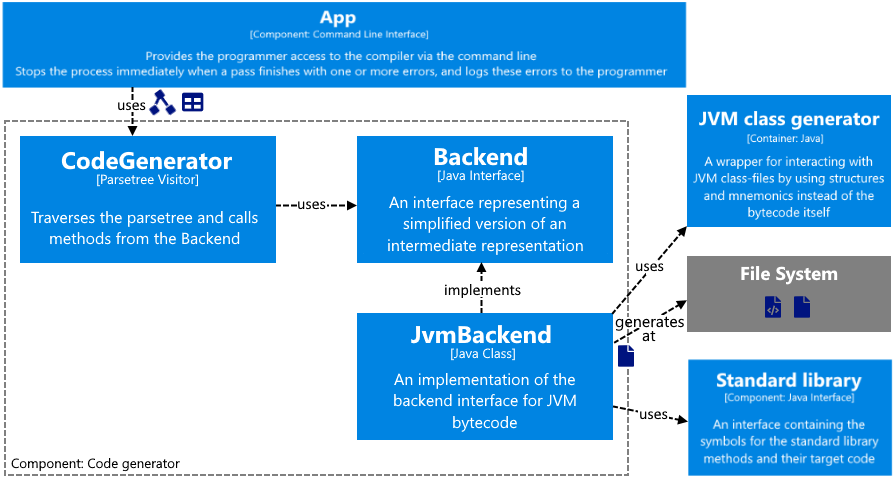 App
[Component: Command Line Interface]
Provides the programmer access to the compiler via the command line
Stops the process immediately when a pass finishes with one or more errors, and logs these errors to the programmer
uses
CodeGenerator
[Parsetree Visitor]
Traverses the parsetree and calls
methods from the Backend
uses
Backend
[Java Interface]
An interface representing a
simplified version of an
intermediate representation
implements
JvmBackend
[Java Class]
An implementation of the
backend interface for JVM
bytecode
Component: Code generator
uses
JVM class generator
[Container: Java]
A wrapper for interacting with
JVM class-files by using structures
and mnemonics instead of the
bytecode itself
generates
at
File System
uses
Standard library
[Component: Java Interface]
An interface containing the
symbols for the standard library
methods and their target code